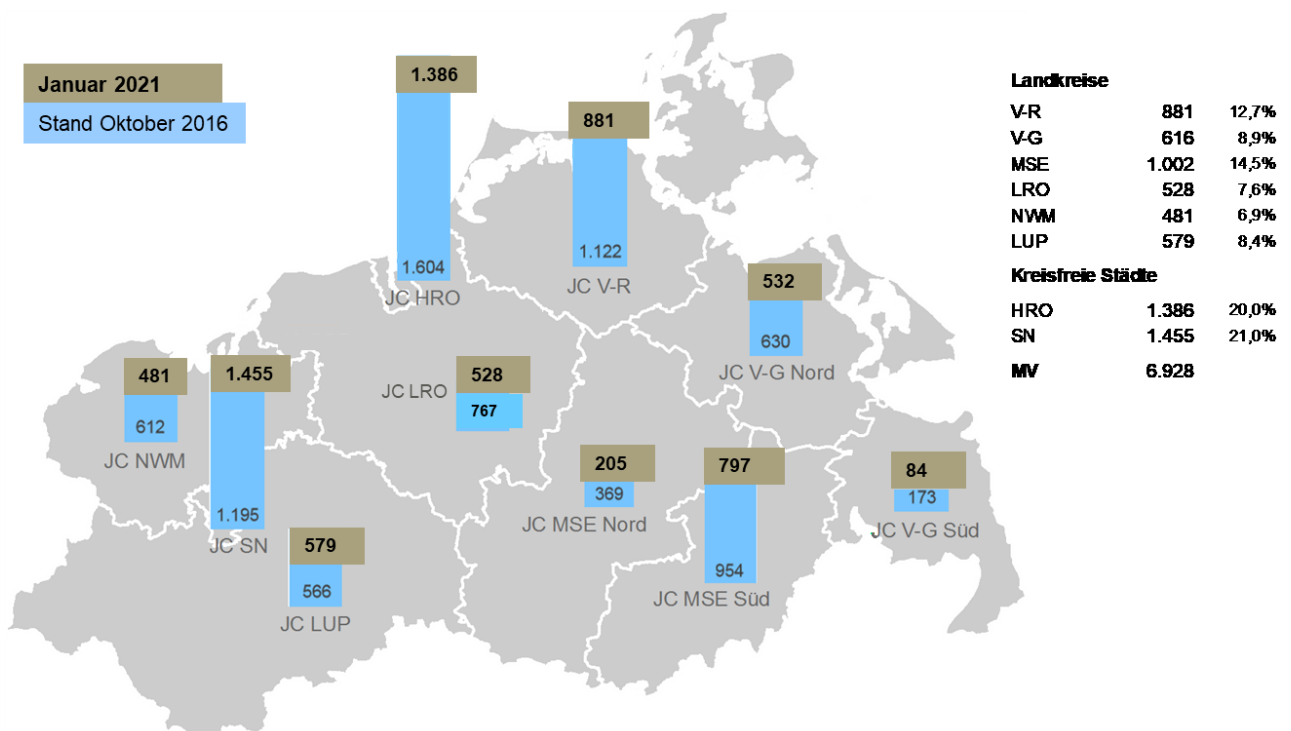 Januar 2021
Stand Oktober 2016
1.386
1.604
JC HRO
881
1.122
JC V-R
532
630
JC V-G Nord
481
612
JC NWM
1.455
1.195
JC SN
JC LRO
528
767
205
369
JC MSE Nord
797
954
JC MSE Süd
84
173
JC V-G Süd
579
566
JC LUP
Landkreise
V-R 881 12,7%
V-G 616 8,9%
MSE 1.002 14,5%
LRO 528 7,6%
NWM 481 6,9%
LUP 579 8,4%
Kreisfreie Städte
HRO 1.386 20,0%
SN 1.455 21,0%
MV 6.928